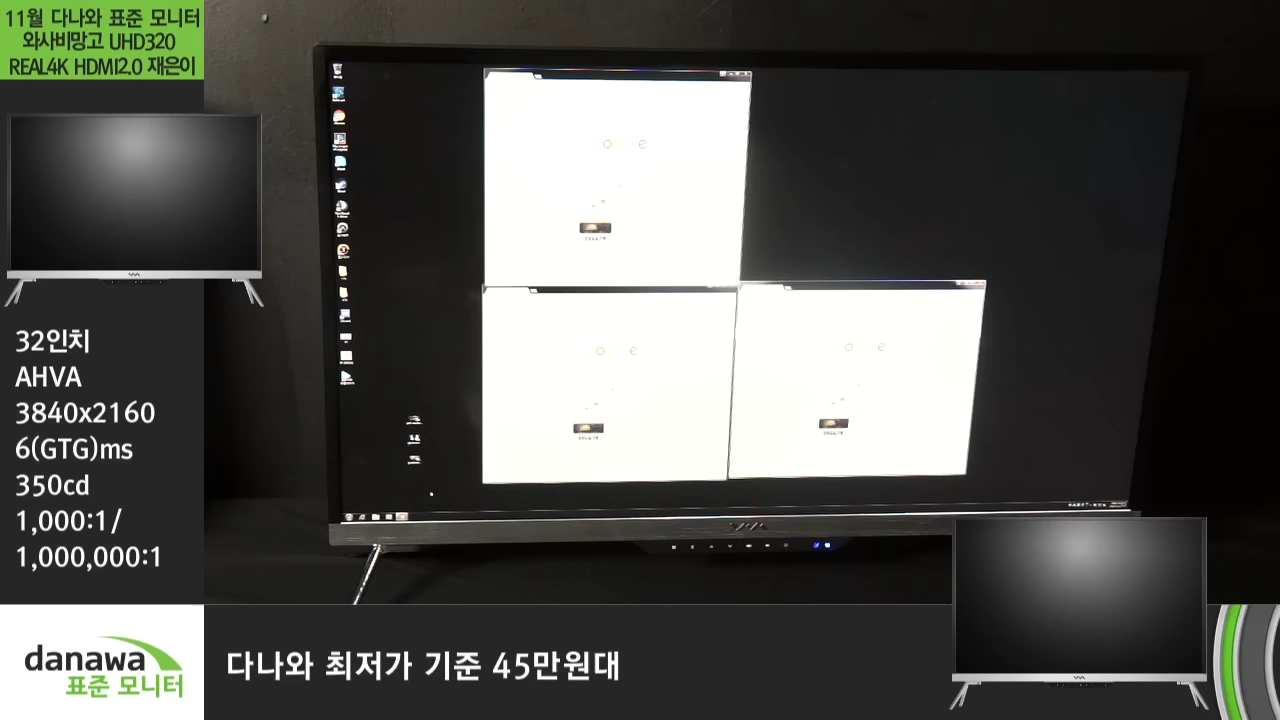 11월 다나와 표준 모니터
와사비망고 UHD320
REAL4K HDMI2.0 재은이
32인치
AHVA
3840x2160
6(GTG)ms
350cd
1,000:1/
1,000,000:1
danawa
표준 모니터
다나와 최저가 기준 45만원대